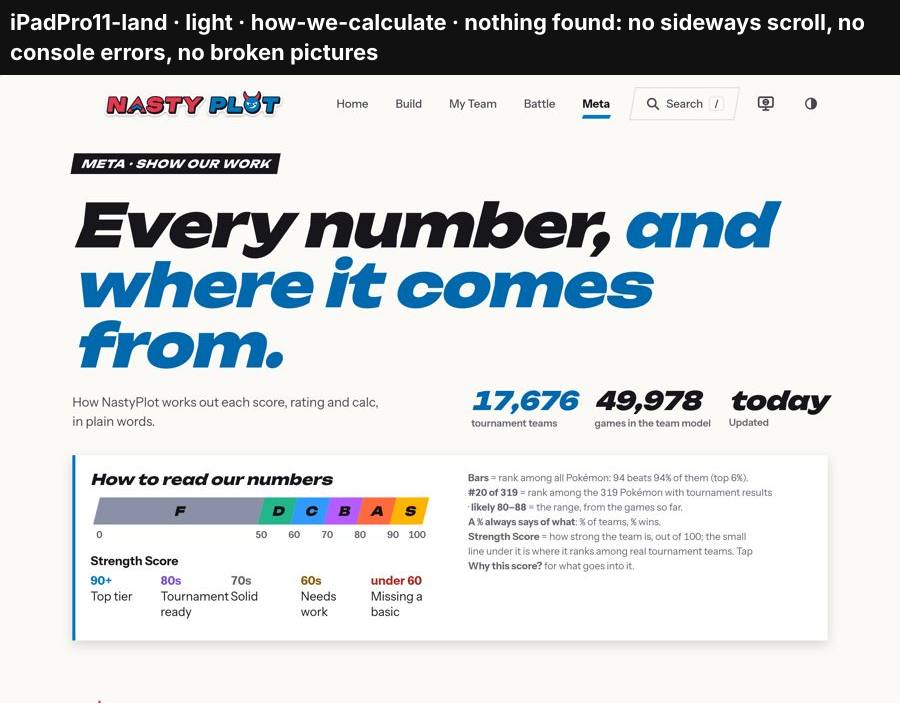 iPadPro11-land · light · how-we-calculate · nothing found: no sideways scroll, no
console errors, no broken pictures
NASTY PLOT
Home Build My Team Battle Meta Search /
META · SHOW OUR WORK
Every number, and
where it comes
from.
How NastyPlot works out each score, rating and calc,
in plain words.
17,676 49,978 today
tournament teams games in the team model Updated
How to read our numbers
F D C B A S
0 50 60 70 80 90 100
Strength Score
90+ 80s 70s 60s under 60
Top tier Tournament Solid Needs Missing a
ready work basic
Bars = rank among all Pokémon: 94 beats 94% of them (top 6%).
#20 of 319 = rank among the 319 Pokémon with tournament results
· likely 80–88 = the range, from the games so far.
A % always says of what: % of teams, % wins.
Strength Score = how strong the team is, out of 100; the small
line under it is where it ranks among real tournament teams. Tap
Why this score? for what goes into it.